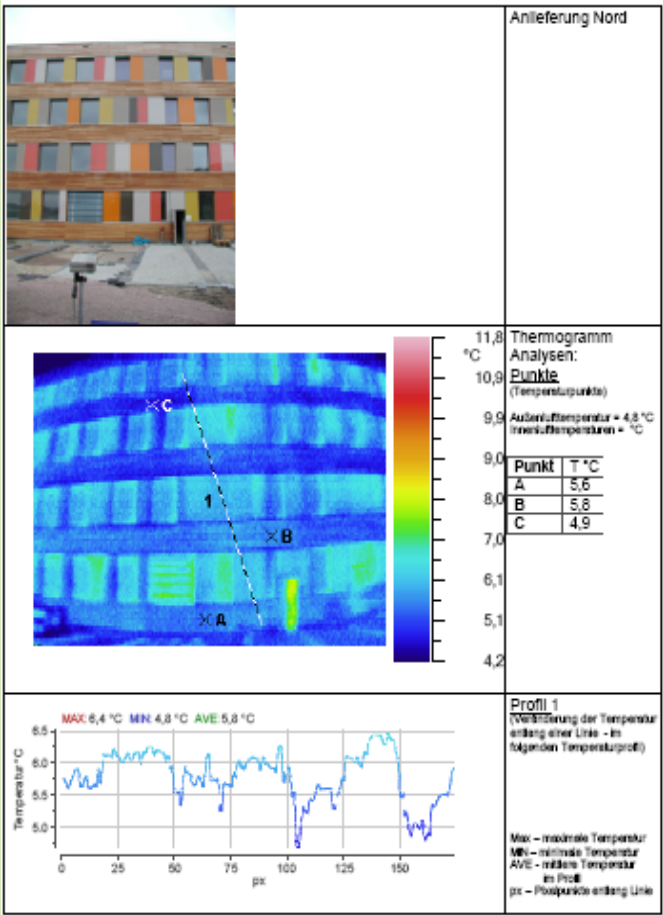 Anlieferung Nord
11,8
°C
10,9
9,9
9,0
8,0
7,0
6,1
5,1
4,2
C
1
B
A
Thermogramm
Analysen:
Punkte
(Temperaturpunkte)
Außenlufttemperatur = 4,8 °C
Innenlufttemperaturen = °C
Punkt T °C
A 5,6
B 5,8
C 4,9
MAX: 6,4 °C MIN: 4,8 °C AVE: 5,8 °C
Temperatur °C
6.5
6.0
5.5
5.0
0 25 50 75 100 125 150
px
Profil 1
(Veränderung der Temperatur
entlang einer Linie - im
folgenden Temperaturprofil)
Max – maximale Temperatur
MIN – minimale Temperatur
AVE - mittlere Temperatur
im Profil
px – Pixelpunkte entlang Linie